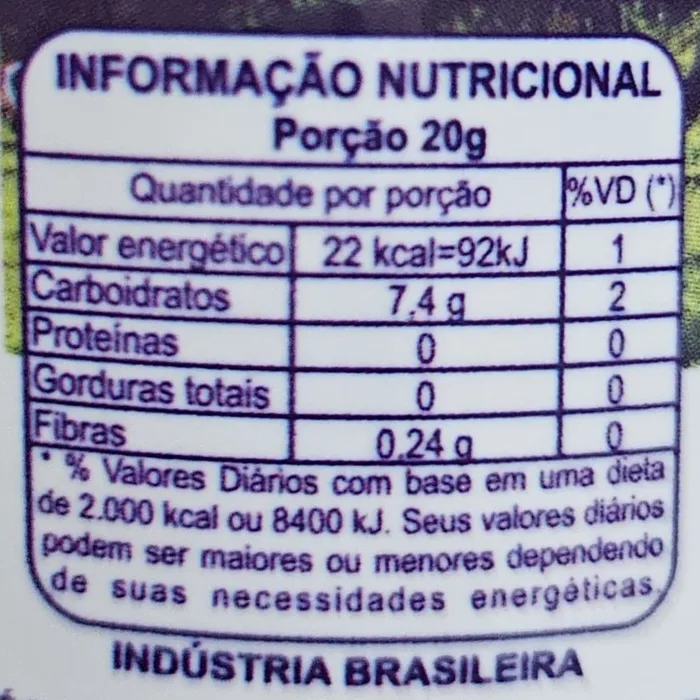 INFORMAÇÃO NUTRICIONAL
Porção 20g
Quantidade por porção %VD (*)
Valor energético 22 kcal=92kJ 1
Carboidratos 7,4 g 2
Proteínas 0 0
Gorduras totais 0 0
Fibras 0,24 g 0
* % Valores Diários com base em uma dieta
de 2.000 kcal ou 8400 kJ. Seus valores diários
podem ser maiores ou menores dependendo
de suas necessidades energéticas.
INDÚSTRIA BRASILEIRA